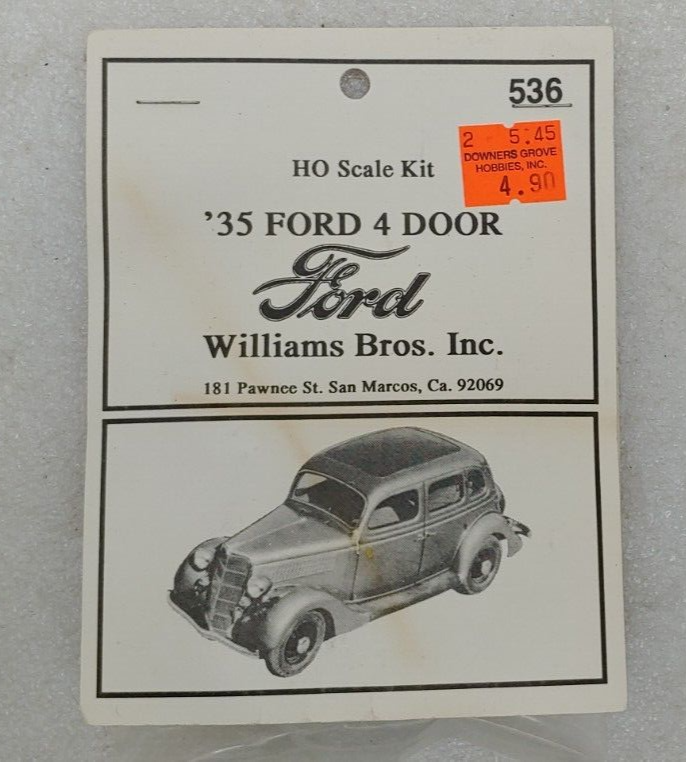 536
2 5.45
DOWNERS GROVE
HOBBIES, INC.
4.90
HO Scale Kit
'35 FORD 4 DOOR
Ford
Williams Bros. Inc.
181 Pawnee St. San Marcos, Ca. 92069